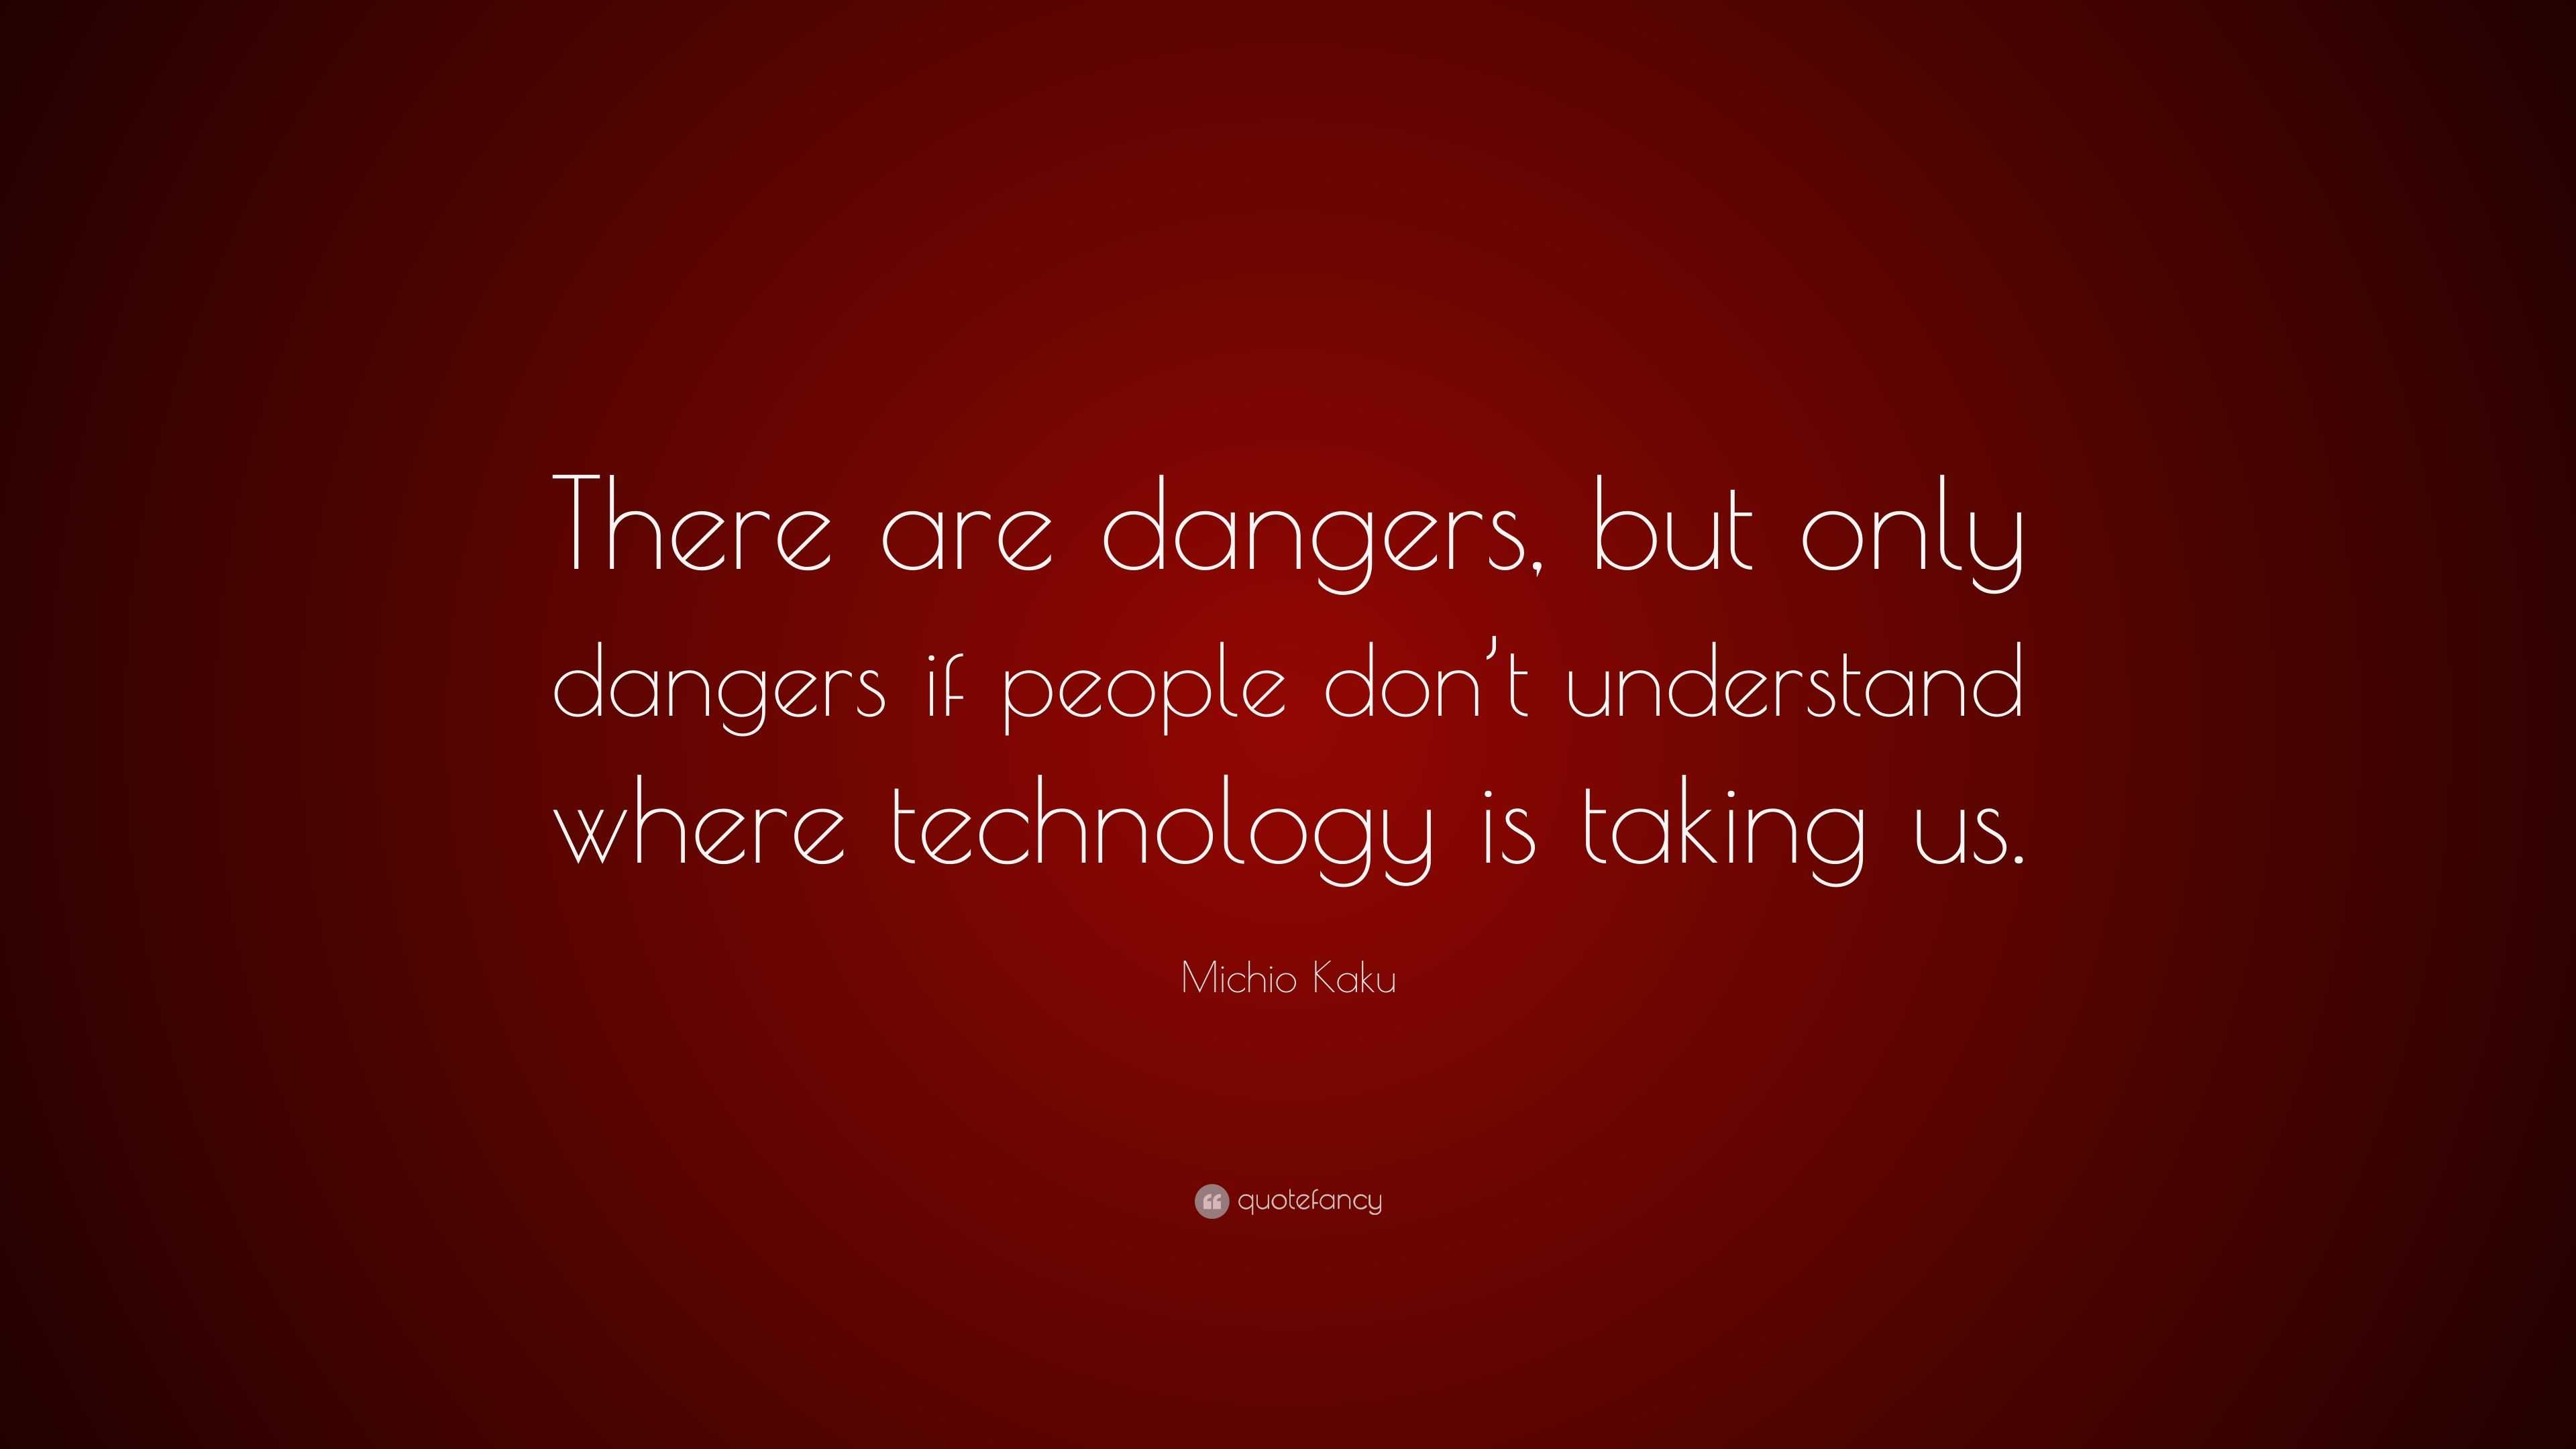 There are dangers, but only
dangers if people don’t understand
where technology is taking us.
Michio Kaku
quotefancy